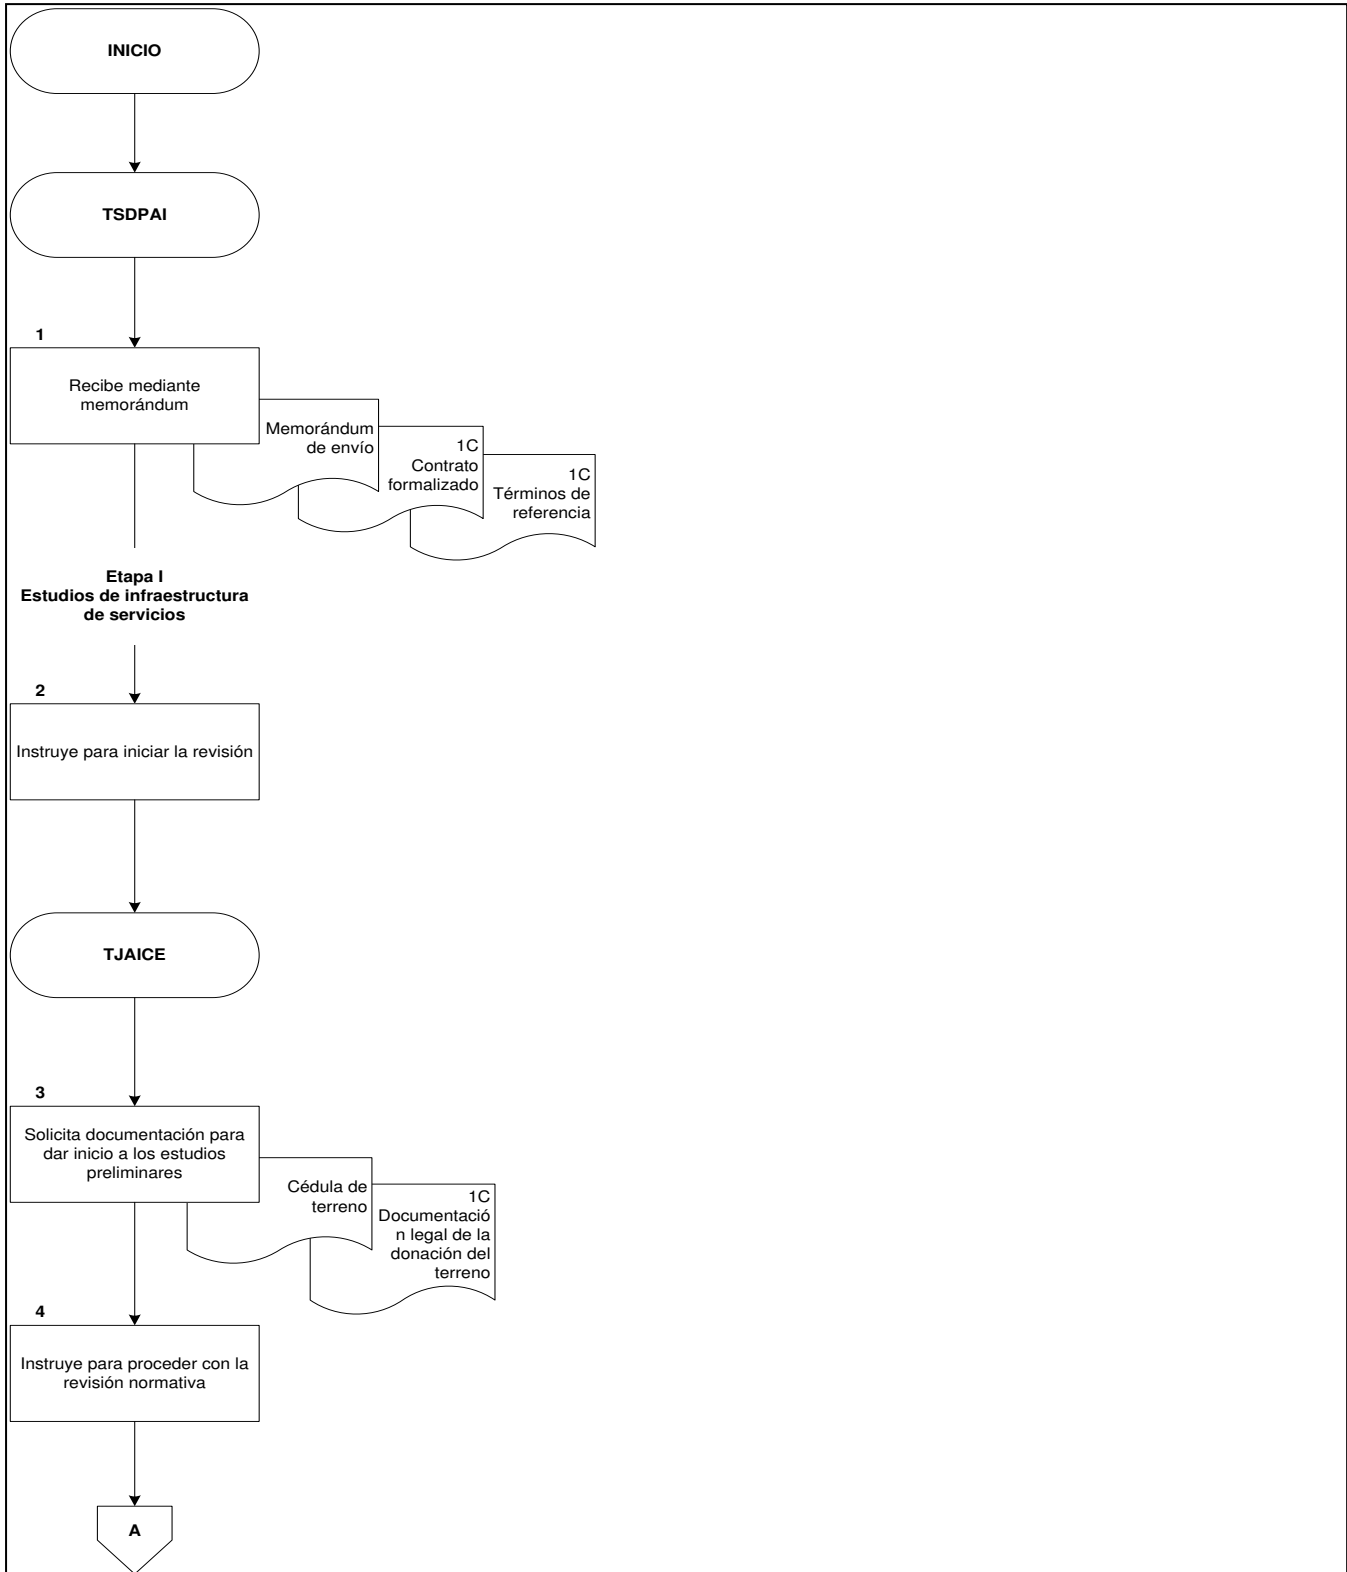 INICIO
TSDPAI
1
Recibe mediante
memorándum
Memorándum
de envío
1C
Contrato
formalizado
1C
Términos de
referencia
Etapa I
Estudios de infraestructura
de servicios
2
Instruye para iniciar la revisión
TJAICE
3
Solicita documentación para
dar inicio a los estudios
preliminares
Cédula de
terreno
1C
Documentació
n legal de la
donación del
terreno
4
Instruye para proceder con la
revisión normativa
A